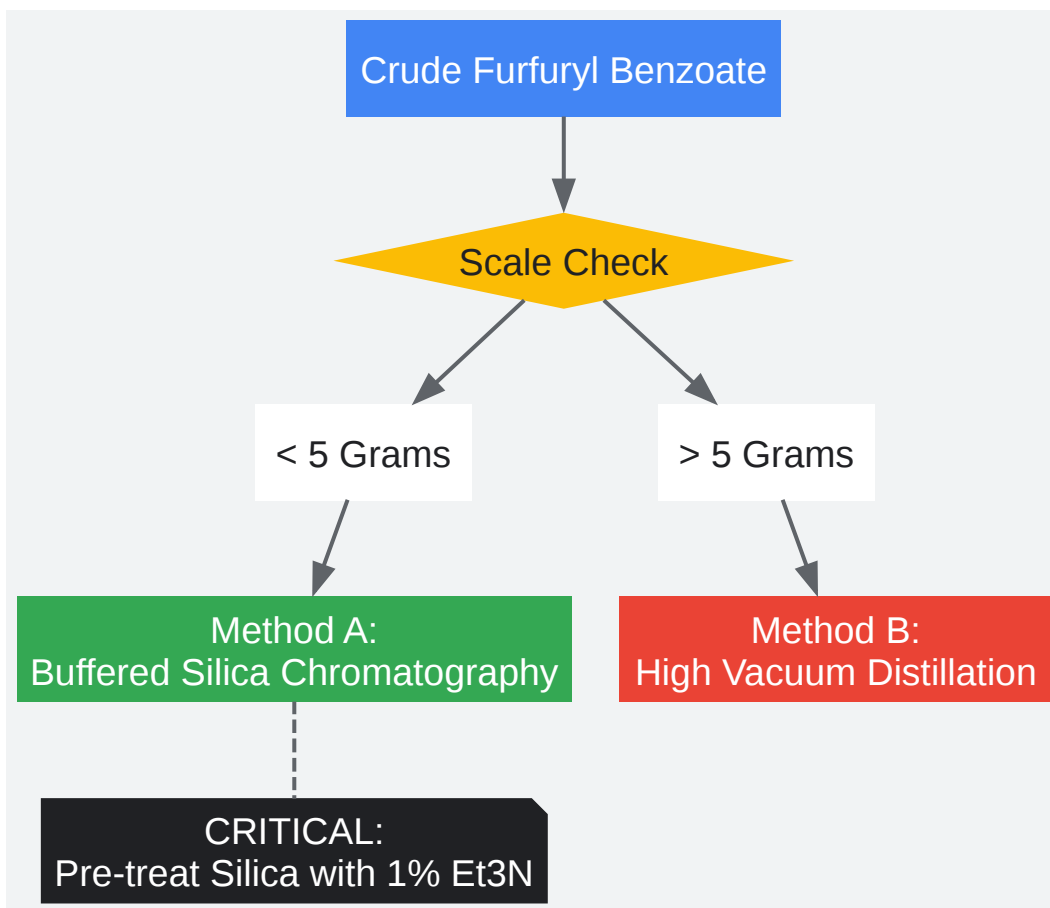 Crude Furfuryl Benzoate
Scale Check
< 5 Grams
> 5 Grams
Method A:
Buffered Silica Chromatography
Method B:
High Vacuum Distillation
CRITICAL:
Pre-treat Silica with 1% Et3N